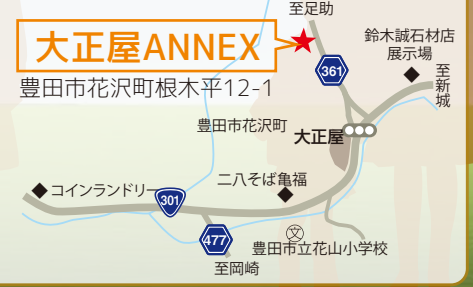 至足助
大正屋ANNEX
豊田市花沢町根木平12-1
鈴木誠石材店
展示場
361
至新城
豊田市花沢町
大正屋
コインランドリー
301
二八そば亀福
477
文
豊田市立花山小学校
至岡崎